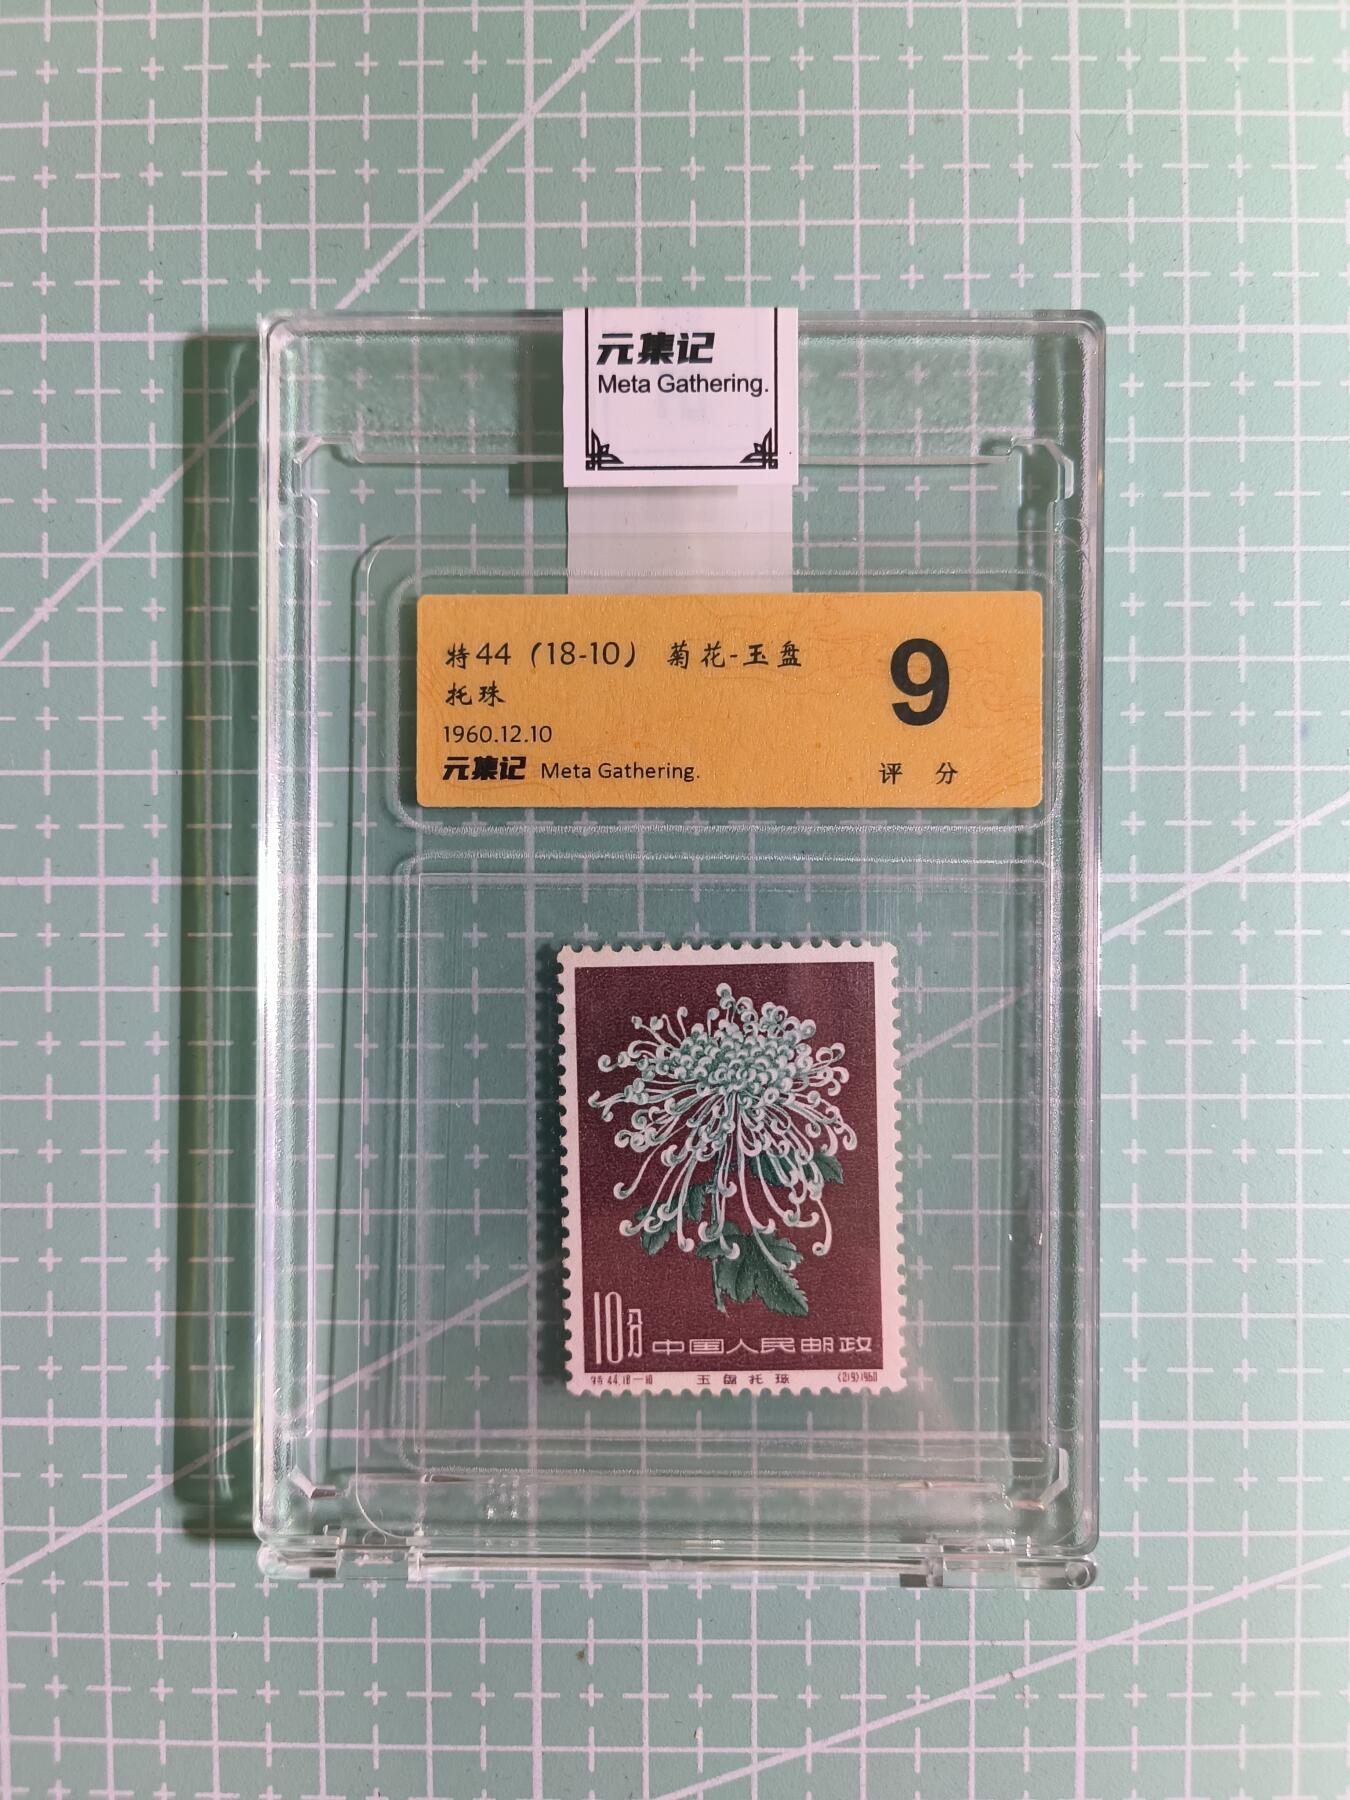 元集记
Meta Gathering.
特44（18-10） 菊花-玉盘
托珠
1960.12.10
元集记 Meta Gathering.
9
评 分
10分 中国人民邮政
特44.18—10 玉盘托珠 (219)1960